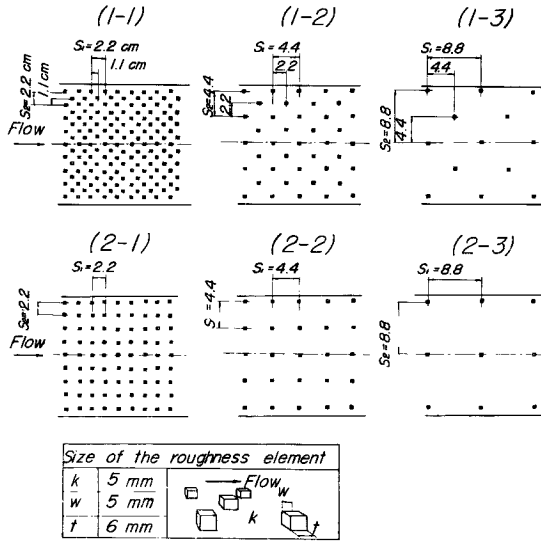 (1-1)
S₁=2.2 cm
1.1 cm
S₂=2.2 cm
1.1 cm
Flow
(1-2)
S₁=4.4
2.2
S₂=4.4
2.2
(1-3)
S₁=8.8
4.4
S₂=8.8
4.4
(2-1)
S₁=2.2
S₂=2.2
Flow
(2-2)
S₁=4.4
S=4.4
(2-3)
S₁=8.8
S₂=8.8
Size of the roughness element
k 5 mm
w 5 mm
t 6 mm
Flow
w
k
t